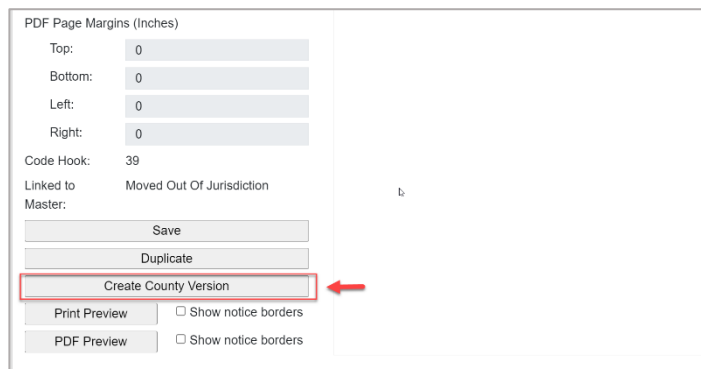 PDF Page Margins (Inches)
Top: 0
Bottom: 0
Left: 0
Right: 0
Code Hook: 39
Linked to Moved Out Of Jurisdiction
Master:
Save
Duplicate
Create County Version
Print Preview Show notice borders
PDF Preview Show notice borders